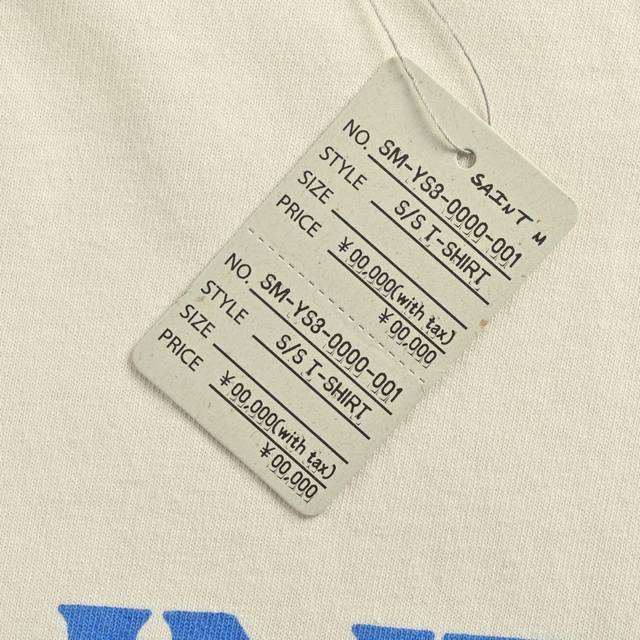 SAINT M
NO. SM-YS8-0000-001
STYLE S/S T-SHIRT
SIZE
PRICE ¥00,000(with tax)
¥00,000
NO. SM-YS8-0000-001
STYLE S/S T-SHIRT
SIZE
PRICE ¥00,000(with tax)
¥00,000